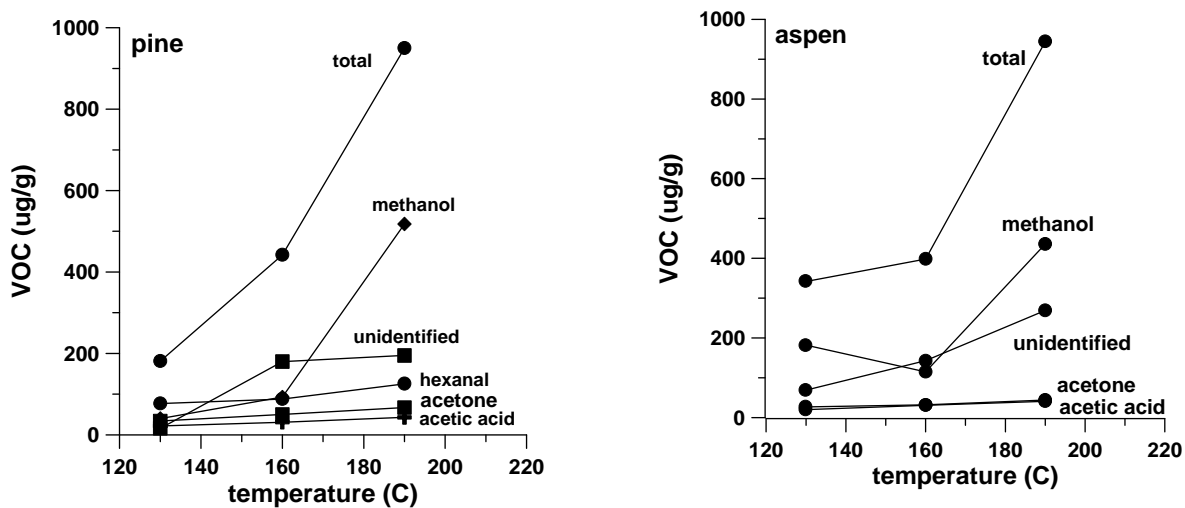 pine
1000
800
600
400
200
0
VOC (ug/g)
total
methanol
unidentified
hexanal
acetone
acetic acid
120 140 160 180 200 220
temperature (C)
aspen
1000
800
600
400
200
0
VOC (ug/g)
total
methanol
unidentified
acetone
acetic acid
120 140 160 180 200 220
temperature (C)